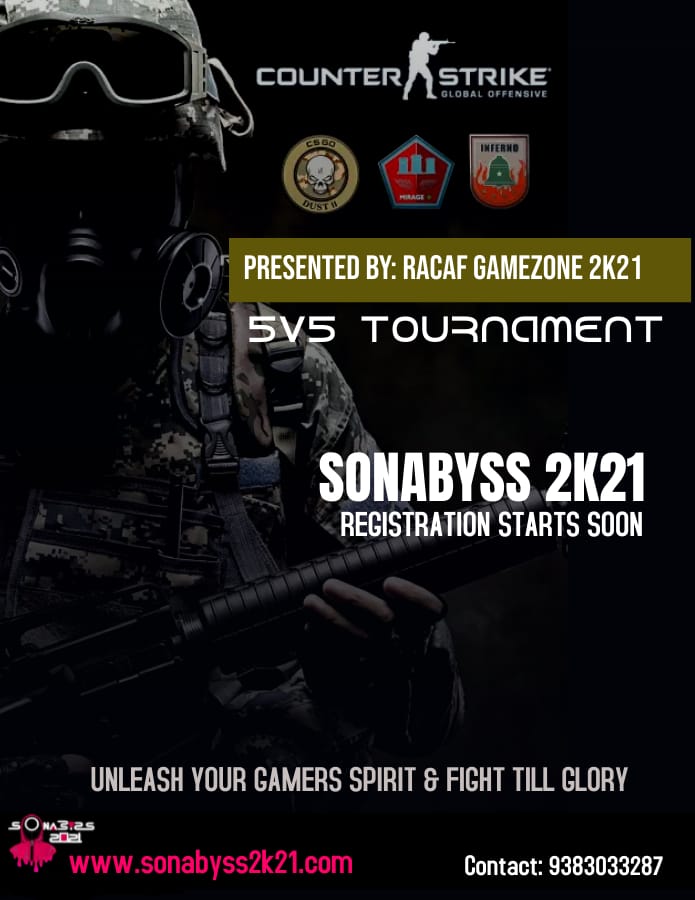 COUNTER STRIKE
GLOBAL OFFENSIVE
CSGO
DUST II
MIRAGE
INFERNO
PRESENTED BY: RACAF GAMEZONE 2K21
5V5 TOURNAMENT
SONABYSS 2K21
REGISTRATION STARTS SOON
UNLEASH YOUR GAMERS SPIRIT & FIGHT TILL GLORY
2021
www.sonabyss2k21.com
Contact: 9383033287